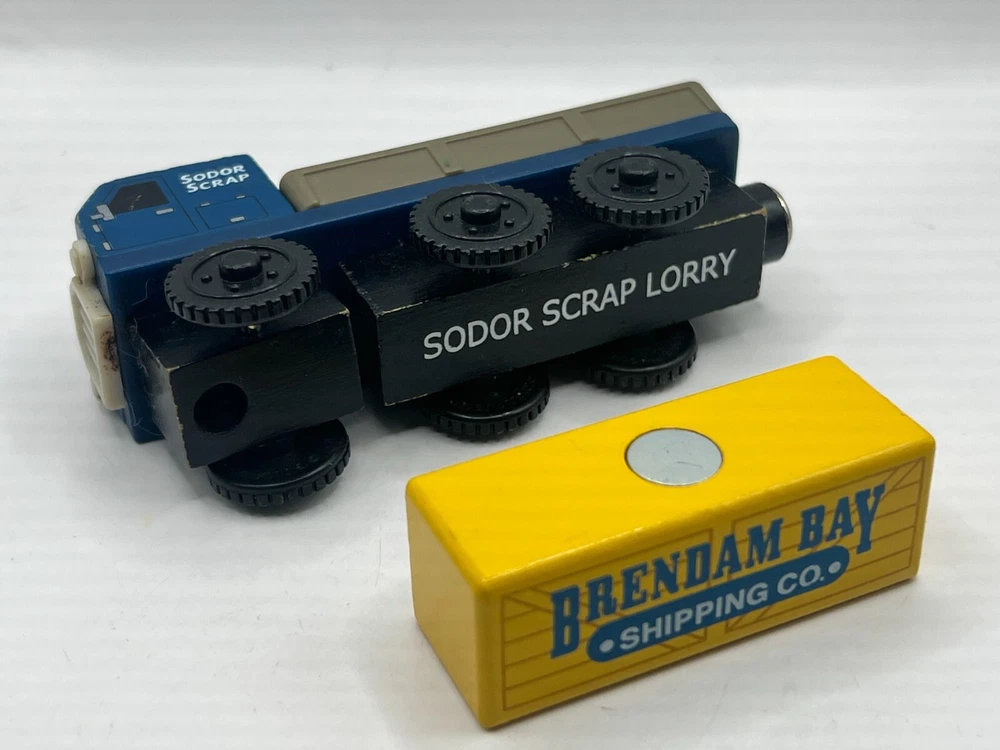 SODOR
SCRAP
SODOR SCRAP LORRY
BRENDAM BAY
•SHIPPING CO.•